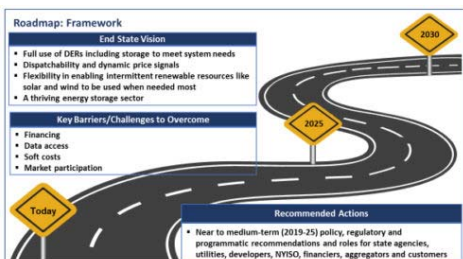 Roadmap: Framework
End State Vision
▪ Full use of DERs including storage to meet system needs
▪ Dispatchability and dynamic price signals
▪ Flexibility in enabling intermittent renewable resources like
solar and wind to be used when needed most
▪ A thriving energy storage sector
2030
Key Barriers/Challenges to Overcome
▪ Financing
▪ Data access
▪ Soft costs
▪ Market participation
2025
Today
Recommended Actions
▪ Near to medium-term (2019-25) policy, regulatory and
programmatic recommendations and roles for state agencies,
utilities, developers, NYISO, financiers, aggregators and customers